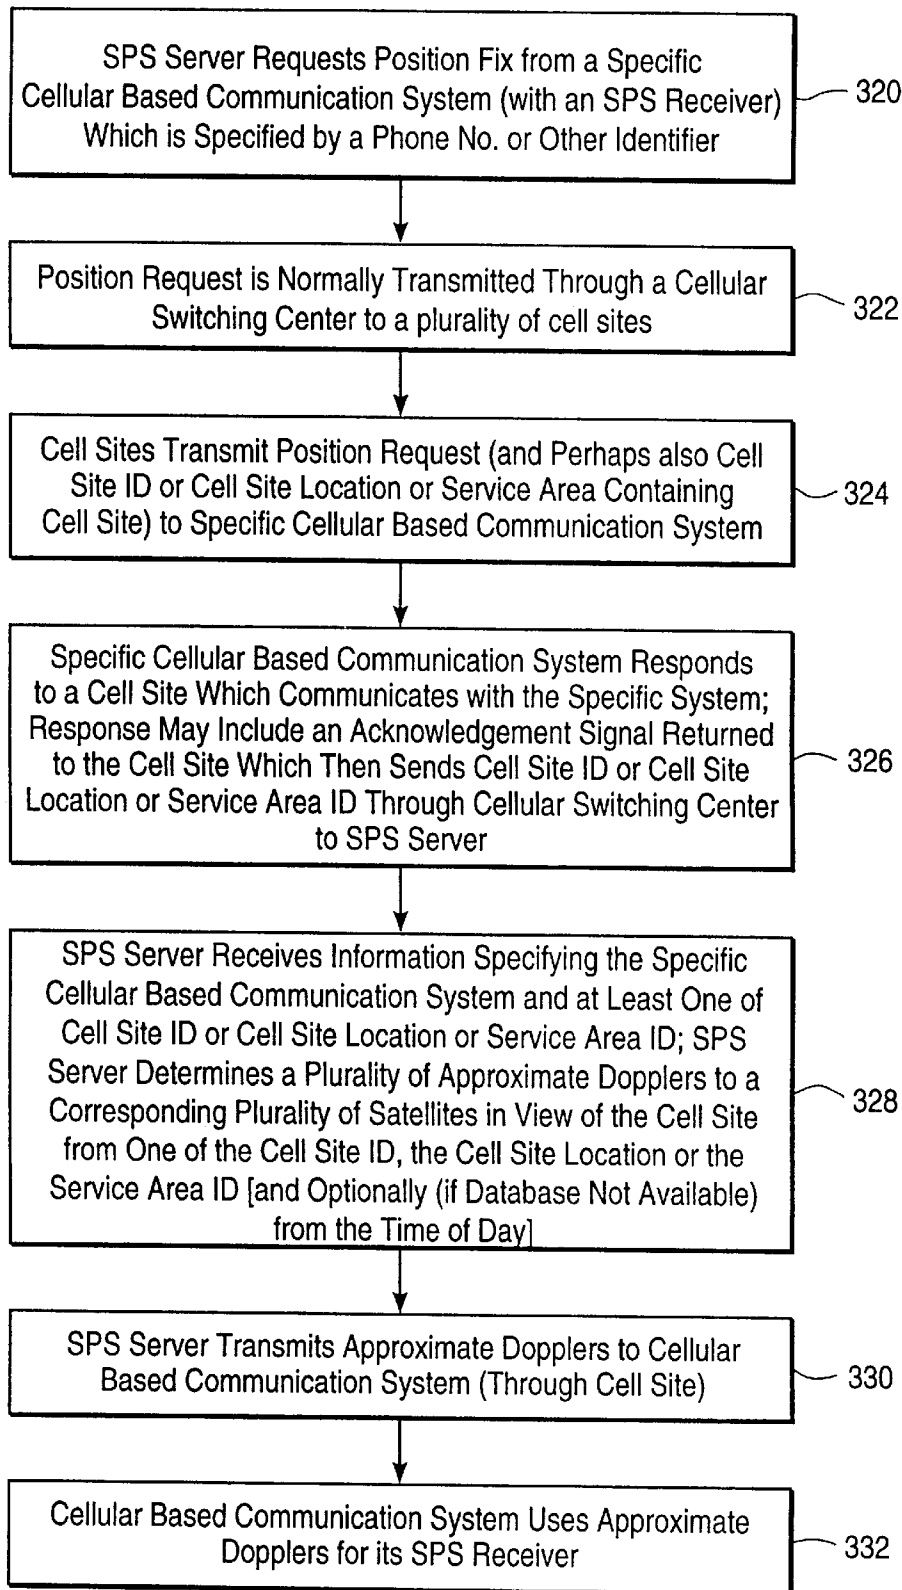 SPS Server Requests Position Fix from a Specific
Cellular Based Communication System (with an SPS Receiver)
Which is Specified by a Phone No. or Other Identifier
320
Position Request is Normally Transmitted Through a Cellular
Switching Center to a plurality of cell sites
322
Cell Sites Transmit Position Request (and Perhaps also Cell
Site ID or Cell Site Location or Service Area Containing
Cell Site) to Specific Cellular Based Communication System
324
Specific Cellular Based Communication System Responds
to a Cell Site Which Communicates with the Specific System;
Response May Include an Acknowledgement Signal Returned
to the Cell Site Which Then Sends Cell Site ID or Cell Site
Location or Service Area ID Through Cellular Switching Center
to SPS Server
326
SPS Server Receives Information Specifying the Specific
Cellular Based Communication System and at Least One of
Cell Site ID or Cell Site Location or Service Area ID; SPS
Server Determines a Plurality of Approximate Dopplers to a
Corresponding Plurality of Satellites in View of the Cell Site
from One of the Cell Site ID, the Cell Site Location or the
Service Area ID [and Optionally (if Database Not Available)
from the Time of Day]
328
SPS Server Transmits Approximate Dopplers to Cellular
Based Communication System (Through Cell Site)
330
Cellular Based Communication System Uses Approximate
Dopplers for its SPS Receiver
332